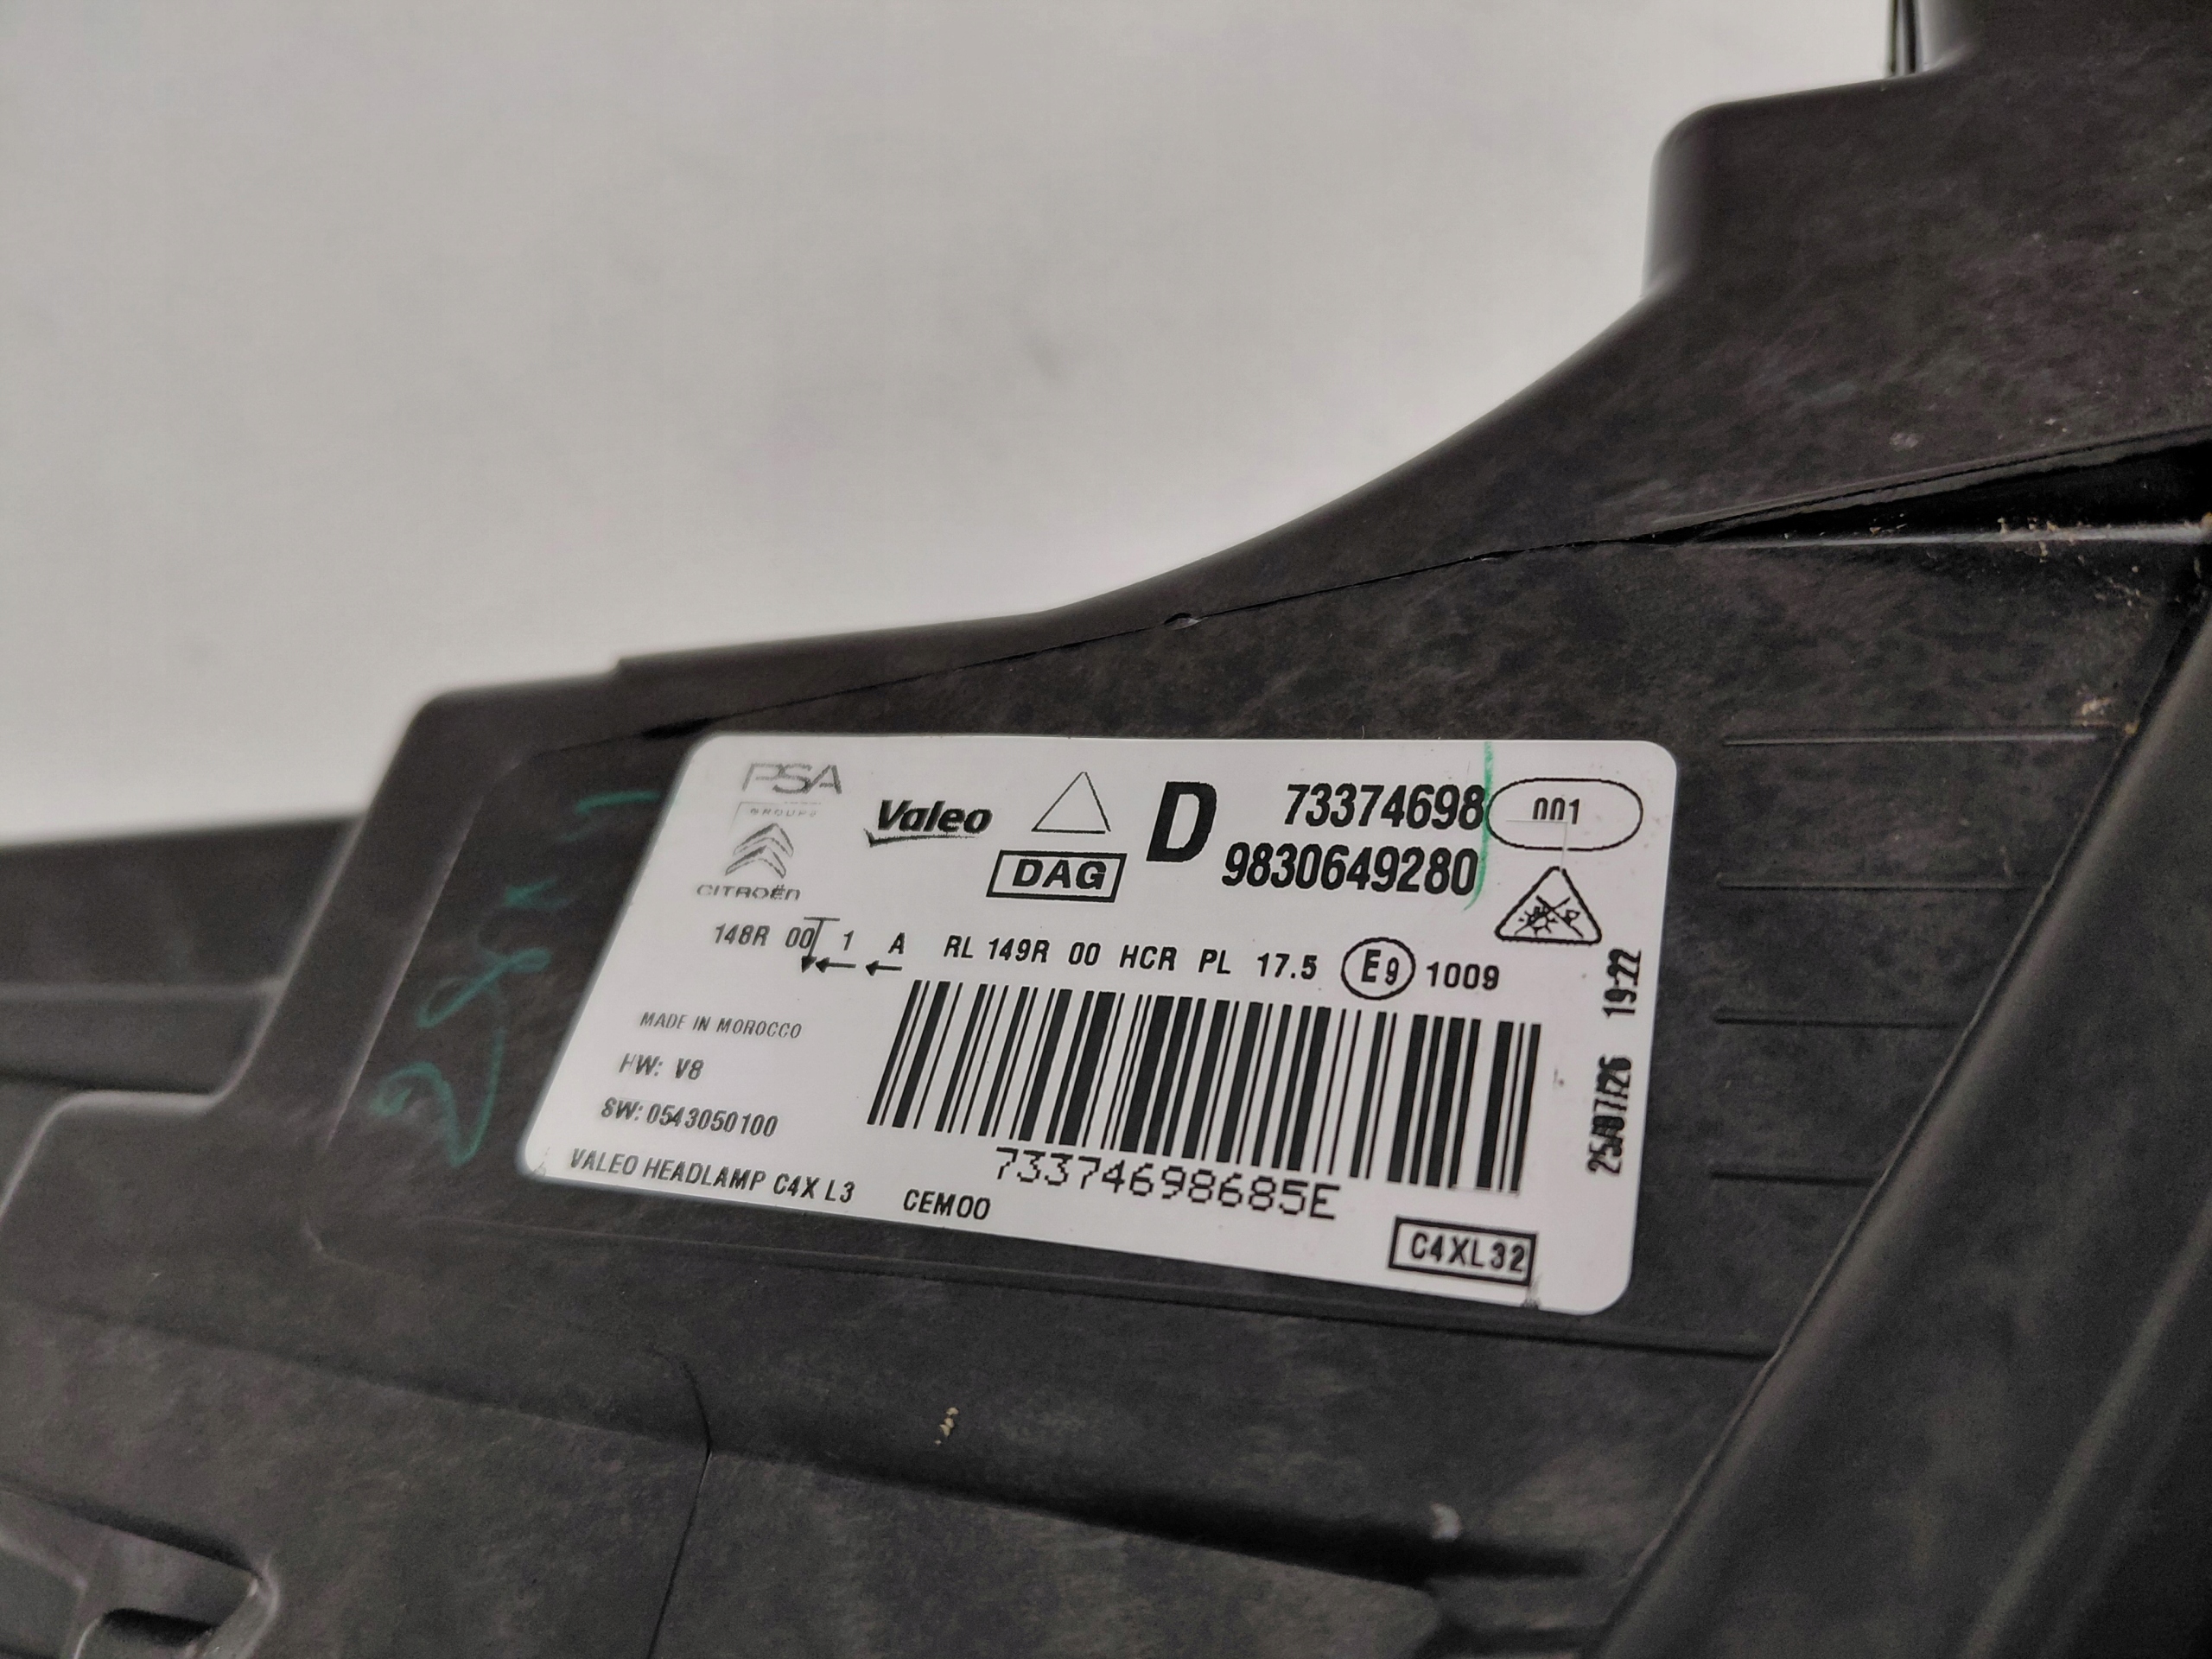 PSA
GROUPE
CITROËN
Valeo
DAG
D
73374698
001
9830649280
148R 00 1 A RL 149R 00 HCR PL 17.5 E9 1009
MADE IN MOROCCO
HW: V8
SW: 0543050100
VALEO HEADLAMP C4X L3 CEM00
73374698685E
C4XL32
25/07/26 19:22